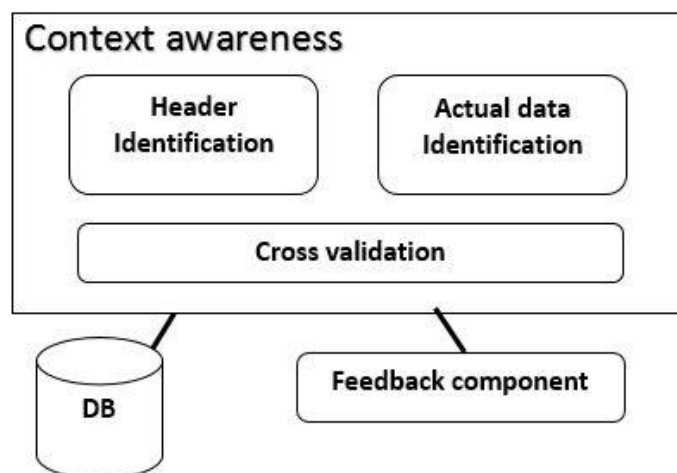 Context awareness
Header
Identification
Actual data
Identification
Cross validation
DB
Feedback component